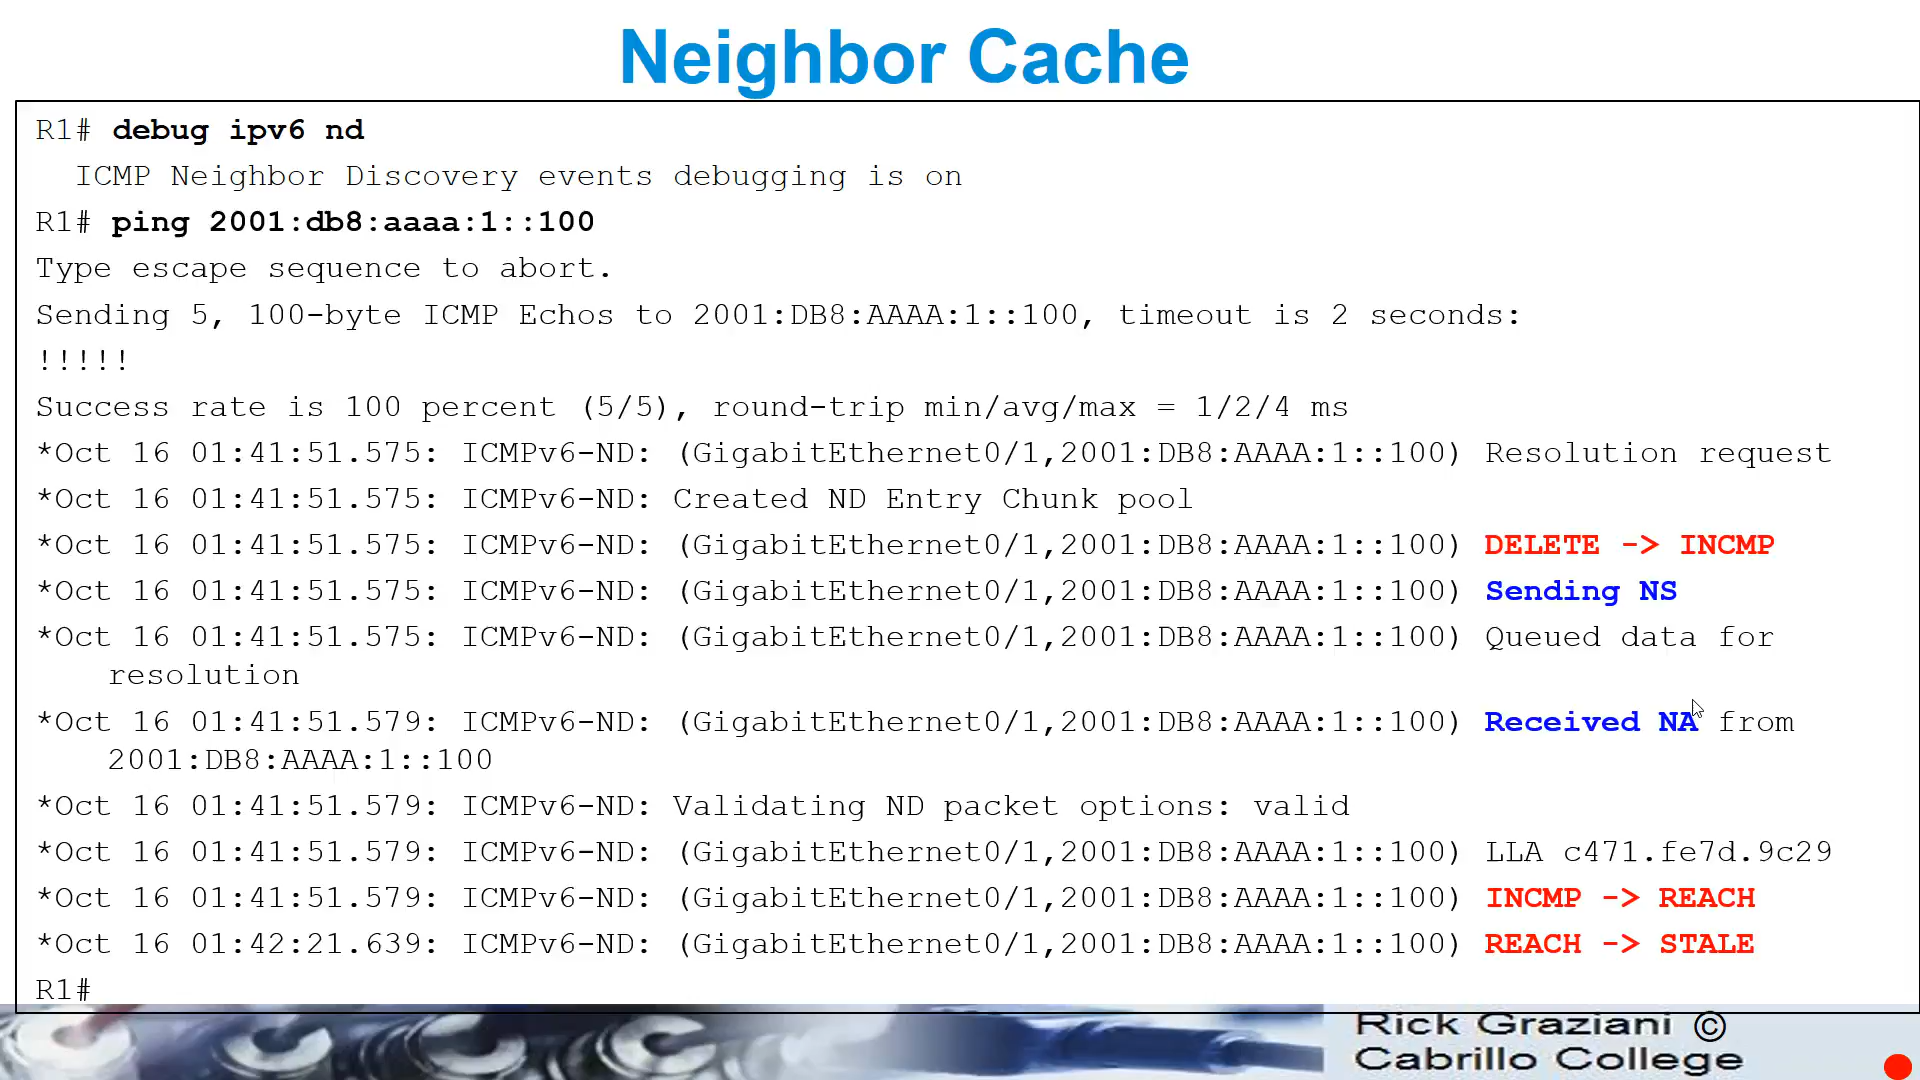 Neighbor Cache
R1# debug ipv6 nd
ICMP Neighbor Discovery events debugging is on
R1# ping 2001:db8:aaaa:1::100
Type escape sequence to abort.
Sending 5, 100-byte ICMP Echos to 2001:DB8:AAAA:1::100, timeout is 2 seconds:
!!!!!
Success rate is 100 percent (5/5), round-trip min/avg/max = 1/2/4 ms
*Oct 16 01:41:51.575: ICMPv6-ND: (GigabitEthernet0/1,2001:DB8:AAAA:1::100) Resolution request
*Oct 16 01:41:51.575: ICMPv6-ND: Created ND Entry Chunk pool
*Oct 16 01:41:51.575: ICMPv6-ND: (GigabitEthernet0/1,2001:DB8:AAAA:1::100) DELETE -> INCMP
*Oct 16 01:41:51.575: ICMPv6-ND: (GigabitEthernet0/1,2001:DB8:AAAA:1::100) Sending NS
*Oct 16 01:41:51.575: ICMPv6-ND: (GigabitEthernet0/1,2001:DB8:AAAA:1::100) Queued data for
resolution
*Oct 16 01:41:51.579: ICMPv6-ND: (GigabitEthernet0/1,2001:DB8:AAAA:1::100) Received NA from
2001:DB8:AAAA:1::100
*Oct 16 01:41:51.579: ICMPv6-ND: Validating ND packet options: valid
*Oct 16 01:41:51.579: ICMPv6-ND: (GigabitEthernet0/1,2001:DB8:AAAA:1::100) LLA c471.fe7d.9c29
*Oct 16 01:41:51.579: ICMPv6-ND: (GigabitEthernet0/1,2001:DB8:AAAA:1::100) INCMP -> REACH
*Oct 16 01:42:21.639: ICMPv6-ND: (GigabitEthernet0/1,2001:DB8:AAAA:1::100) REACH -> STALE
R1#
Rick Graziani ©
Cabrillo College